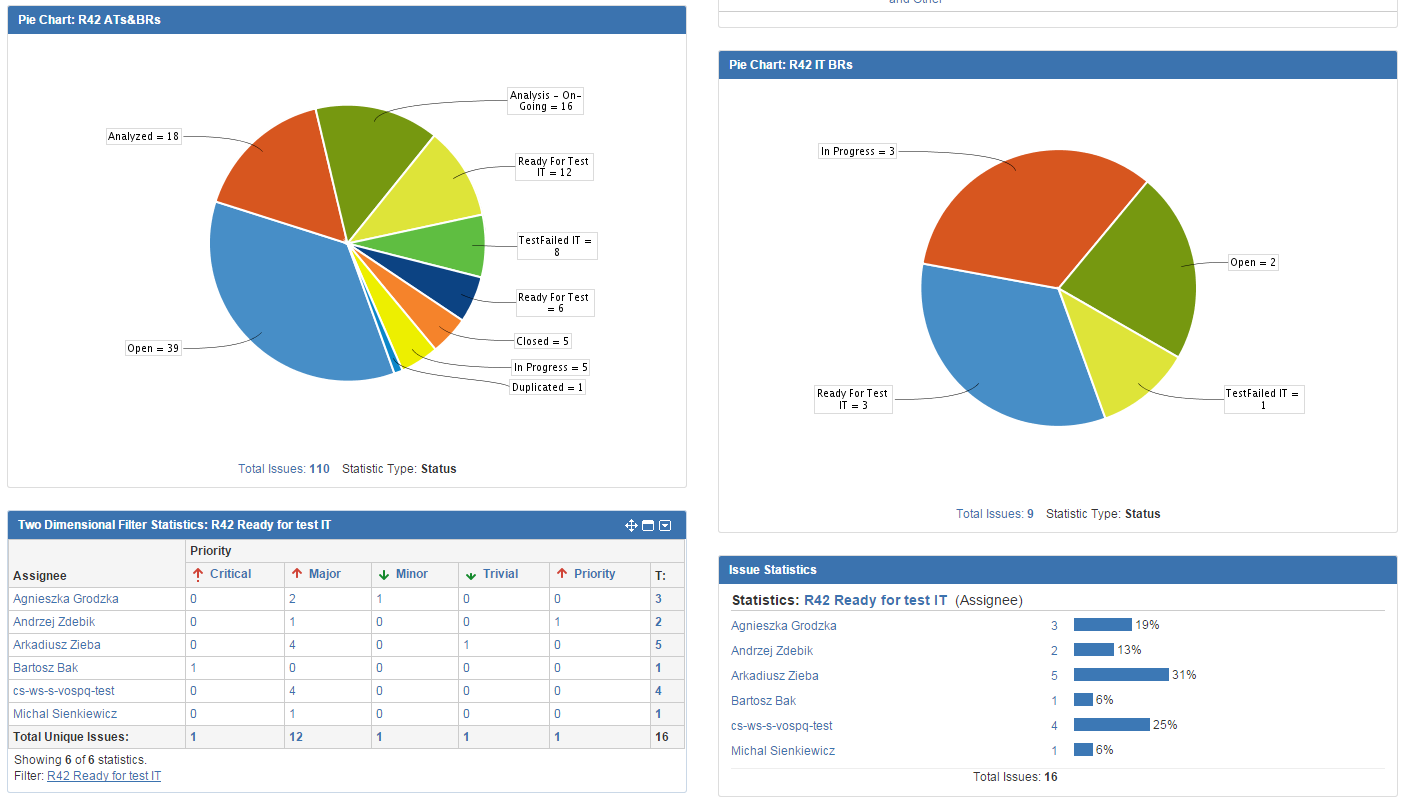 Pie Chart: R42 ATs&BRs
Analysis - On-
Going = 16
Analyzed = 18
Ready For Test
IT = 12
TestFailed IT =
8
Ready For Test
= 6
Closed = 5
Open = 39
In Progress = 5
Duplicated = 1
Total Issues: 110 Statistic Type: Status
Two Dimensional Filter Statistics: R42 Ready for test IT
Assignee Priority T:
Critical Major Minor Trivial Priority
Agnieszka Grodzka 0 2 1 0 0 3
Andrzej Zdebik 0 1 0 0 1 2
Arkadiusz Zieba 0 4 0 1 0 5
Bartosz Bak 1 0 0 0 0 1
cs-ws-s-vospq-test 0 4 0 0 0 4
Michal Sienkiewicz 0 1 0 0 0 1
Total Unique Issues: 1 12 1 1 1 16
Showing 6 of 6 statistics.
Filter: R42 Ready for test IT
and Other
Pie Chart: R42 IT BRs
In Progress = 3
Open = 2
Ready For Test
IT = 3
TestFailed IT =
1
Total Issues: 9 Statistic Type: Status
Issue Statistics
Statistics: R42 Ready for test IT (Assignee)
Agnieszka Grodzka 3 19%
Andrzej Zdebik 2 13%
Arkadiusz Zieba 5 31%
Bartosz Bak 1 6%
cs-ws-s-vospq-test 4 25%
Michal Sienkiewicz 1 6%
Total Issues: 16